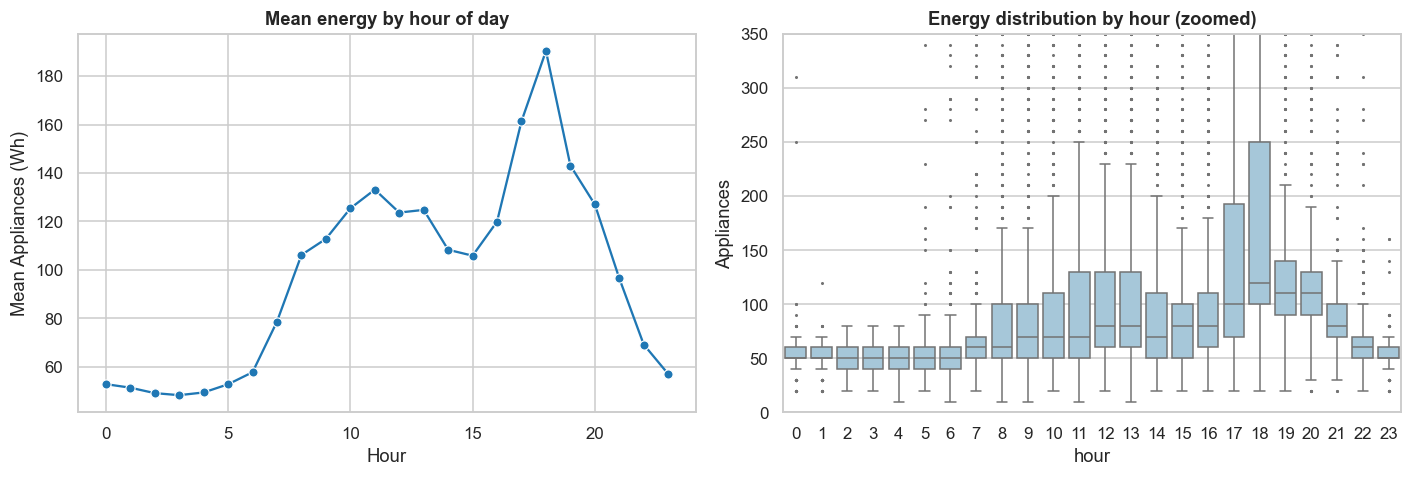 Mean energy by hour of day
Mean Appliances (Wh)
180
160
140
120
100
80
60
0 5 10 15 20
Hour
Energy distribution by hour (zoomed)
Appliances
350
300
250
200
150
100
50
0
0 1 2 3 4 5 6 7 8 9 10 11 12 13 14 15 16 17 18 19 20 21 22 23
hour